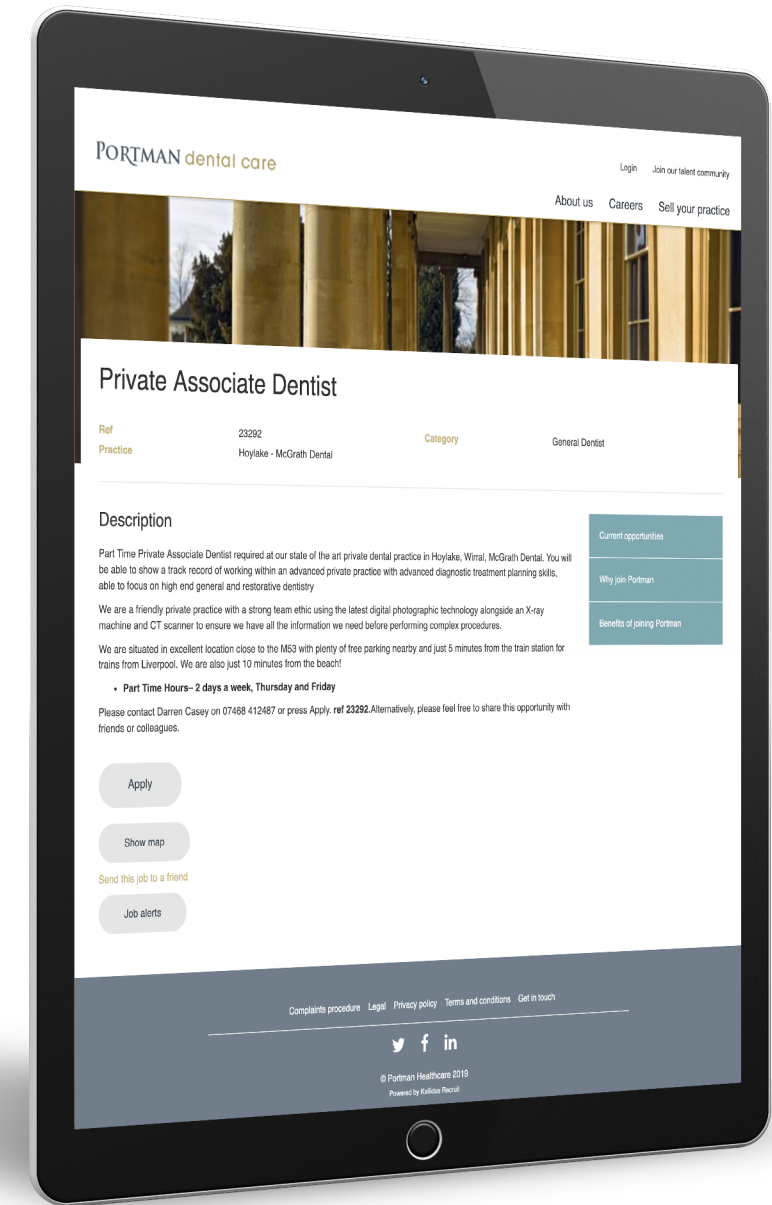 PORTMAN dental care
Login Join our talent community
About us Careers Sell your practice
Private Associate Dentist
Ref 23292 Category General Dentist
Practice Hoylake - McGrath Dental
Description
Part Time Private Associate Dentist required at our state of the art private dental practice in Hoylake, Wirral, McGrath Dental. You will
be able to show a track record of working within an advanced private practice with advanced diagnostic treatment planning skills,
able to focus on high end general and restorative dentistry
We are a friendly private practice with a strong team ethic using the latest digital photographic technology alongside an X-ray
machine and CT scanner to ensure we have all the information we need before performing complex procedures.
We are situated in excellent location close to the M53 with plenty of free parking nearby and just 5 minutes from the train station for
trains from Liverpool. We are also just 10 minutes from the beach!
• Part Time Hours– 2 days a week, Thursday and Friday
Please contact Darren Casey on 07468 412487 or press Apply. ref 23292.Alternatively, please feel free to share this opportunity with
friends or colleagues.
Current opportunities
Why join Portman
Benefits of joining Portman
Apply
Show map
Send this job to a friend
Job alerts
Complaints procedure Legal Privacy policy Terms and conditions Get in touch
© Portman Healthcare 2019
Powered by Kallidus Recruit